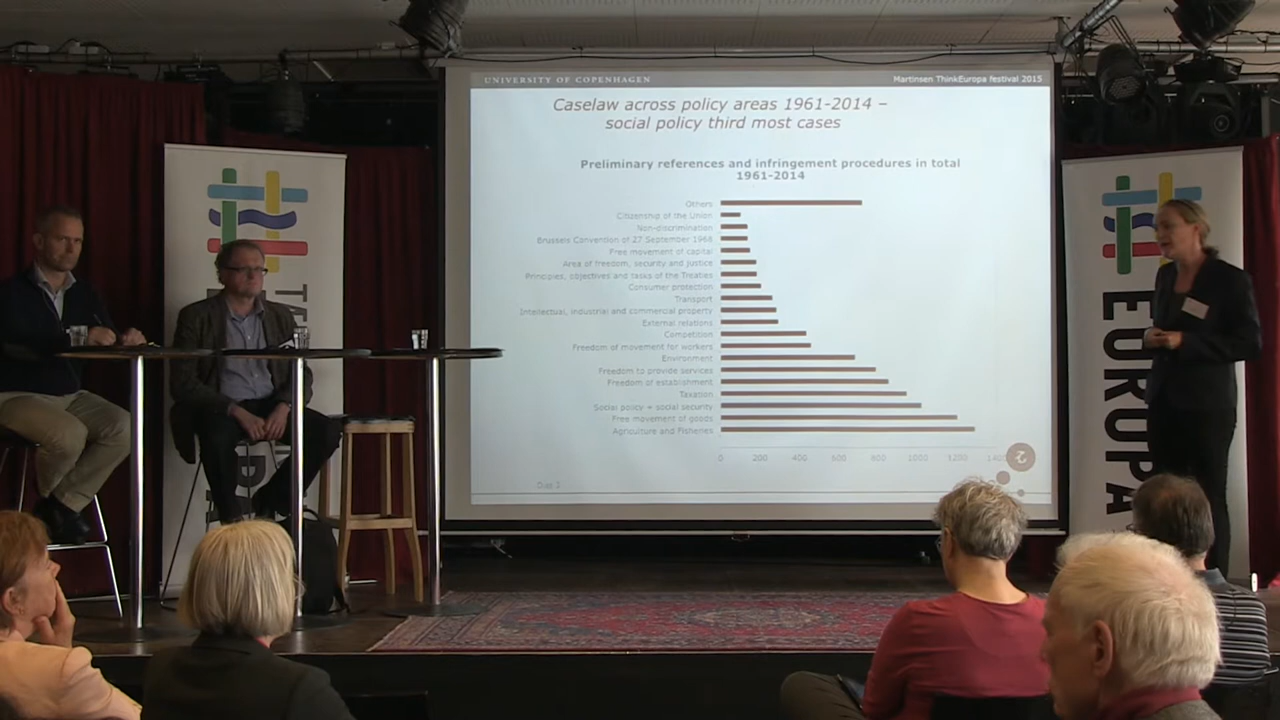 UNIVERSITY OF COPENHAGEN
Martinsen ThinkEuropa festival 2015
Caselaw across policy areas 1961-2014 –
social policy third most cases
Preliminary references and infringement procedures in total
1961-2014
Others
Citizenship of the Union
Non-discrimination
Brussels Convention of 27 September 1968
Free movement of capital
Area of freedom, security and justice
Principles, objectives and tasks of the Treaties
Consumer protection
Transport
Intellectual, industrial and commercial property
External relations
Competition
Freedom of movement for workers
Environment
Freedom to provide services
Freedom of establishment
Taxation
Social policy + social security
Free movement of goods
Agriculture and Fisheries
0 200 400 600 800 1000 1200
EUROPA